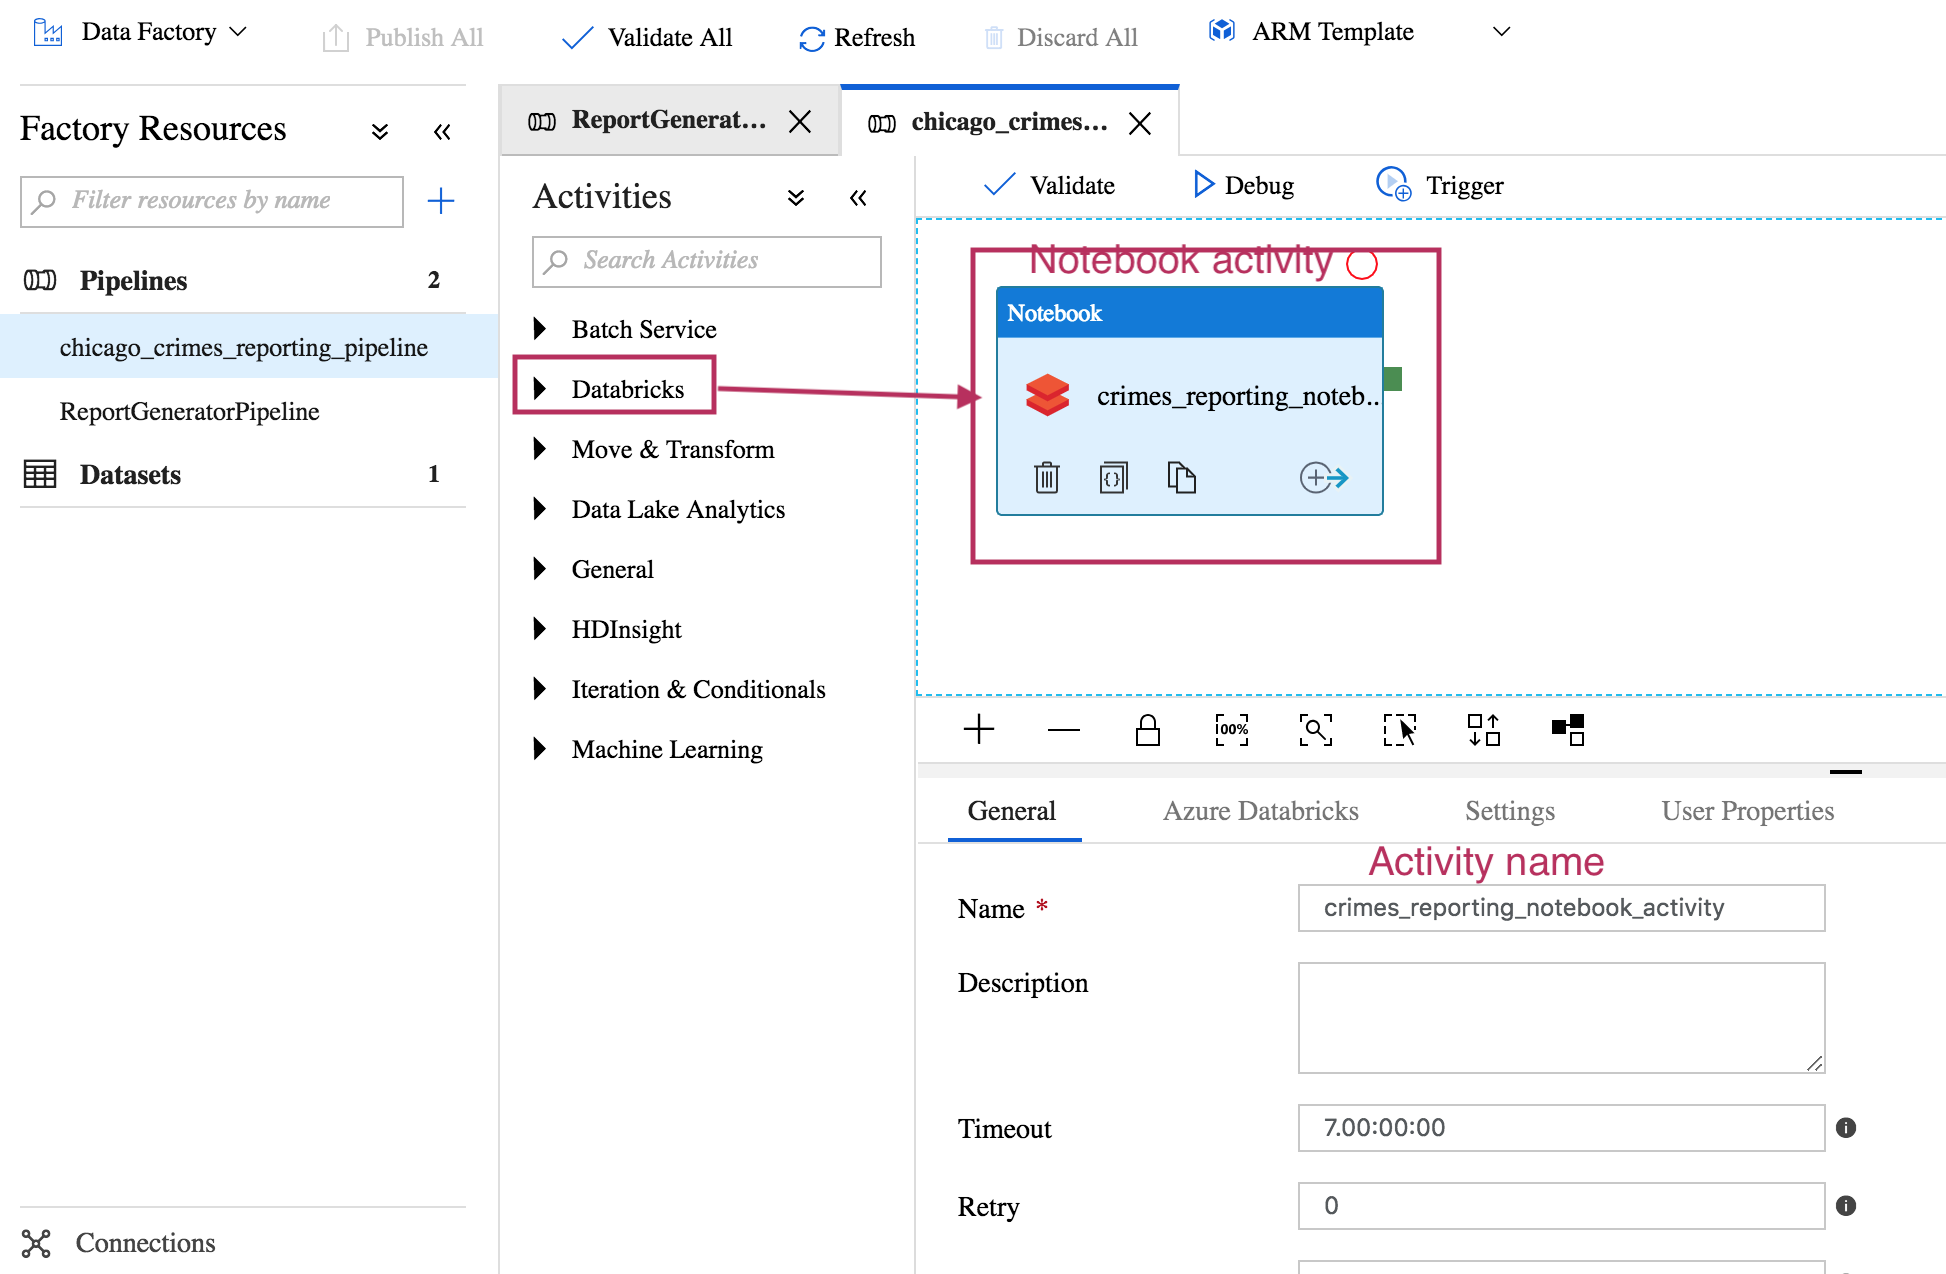 Data Factory
Publish All
Validate All
Refresh
Discard All
ARM Template
Factory Resources
Filter resources by name
Pipelines 2
chicago_crimes_reporting_pipeline
ReportGeneratorPipeline
Datasets 1
Connections
ReportGenerat...
chicago_crimes...
Activities
Search Activities
Batch Service
Databricks
Move & Transform
Data Lake Analytics
General
HDInsight
Iteration & Conditionals
Machine Learning
Validate
Debug
Trigger
Notebook activity
Notebook
crimes_reporting_noteb..
100%
General
Azure Databricks
Settings
User Properties
Activity name
Name *
crimes_reporting_notebook_activity
Description
Timeout
7.00:00:00
Retry
0